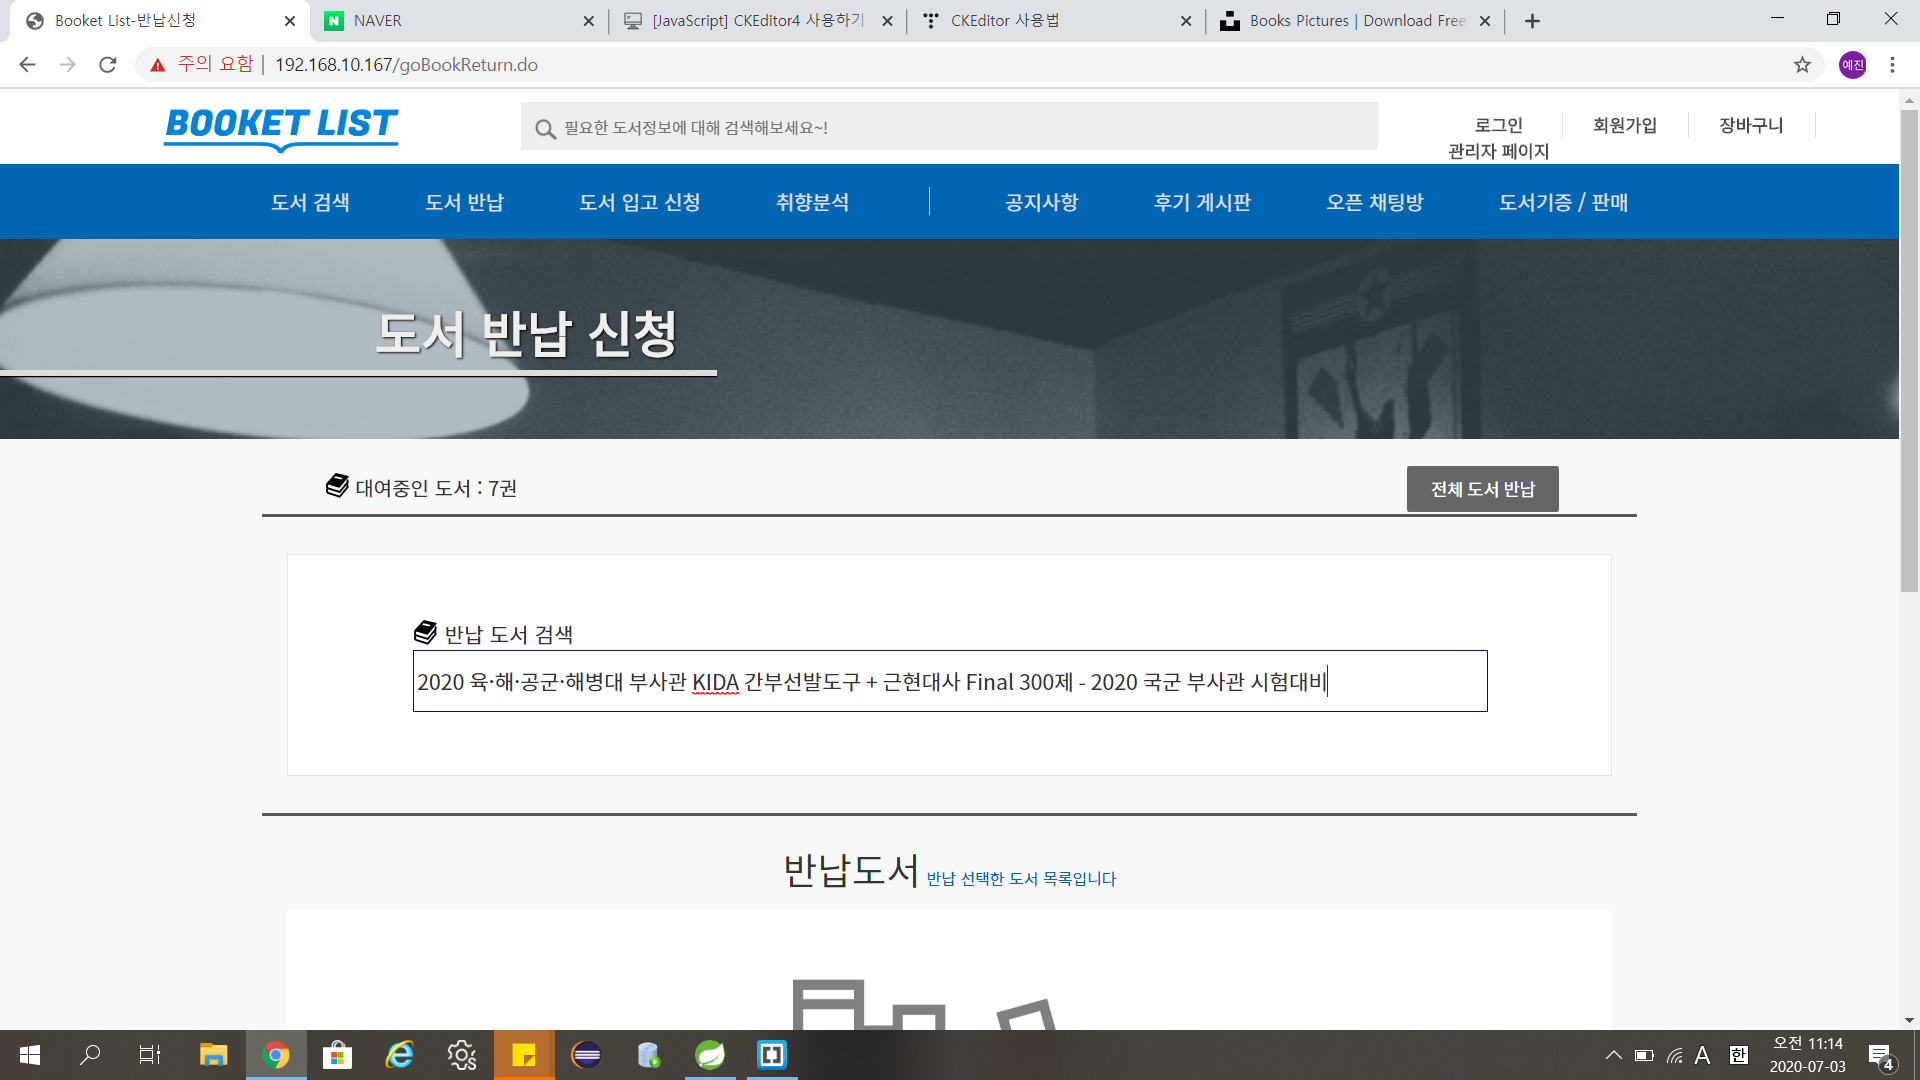 Booket List-반납신청
NAVER
[JavaScript] CKEditor4 사용하기
CKEditor 사용법
Books Pictures | Download Free
주의 요함 | 192.168.10.167/goBookReturn.do
예진
BOOKET LIST
필요한 도서정보에 대해 검색해보세요~!
로그인
회원가입
장바구니
관리자 페이지
도서 검색
도서 반납
도서 입고 신청
취향분석
공지사항
후기 게시판
오픈 채팅방
도서기증 / 판매
도서 반납 신청
대여중인 도서 : 7권
전체 도서 반납
반납 도서 검색
2020 육·해·공군·해병대 부사관 KIDA 간부선발도구 + 근현대사 Final 300제 - 2020 국군 부사관 시험대비
반납도서 반납 선택한 도서 목록입니다
A
한
오전 11:14
2020-07-03
4